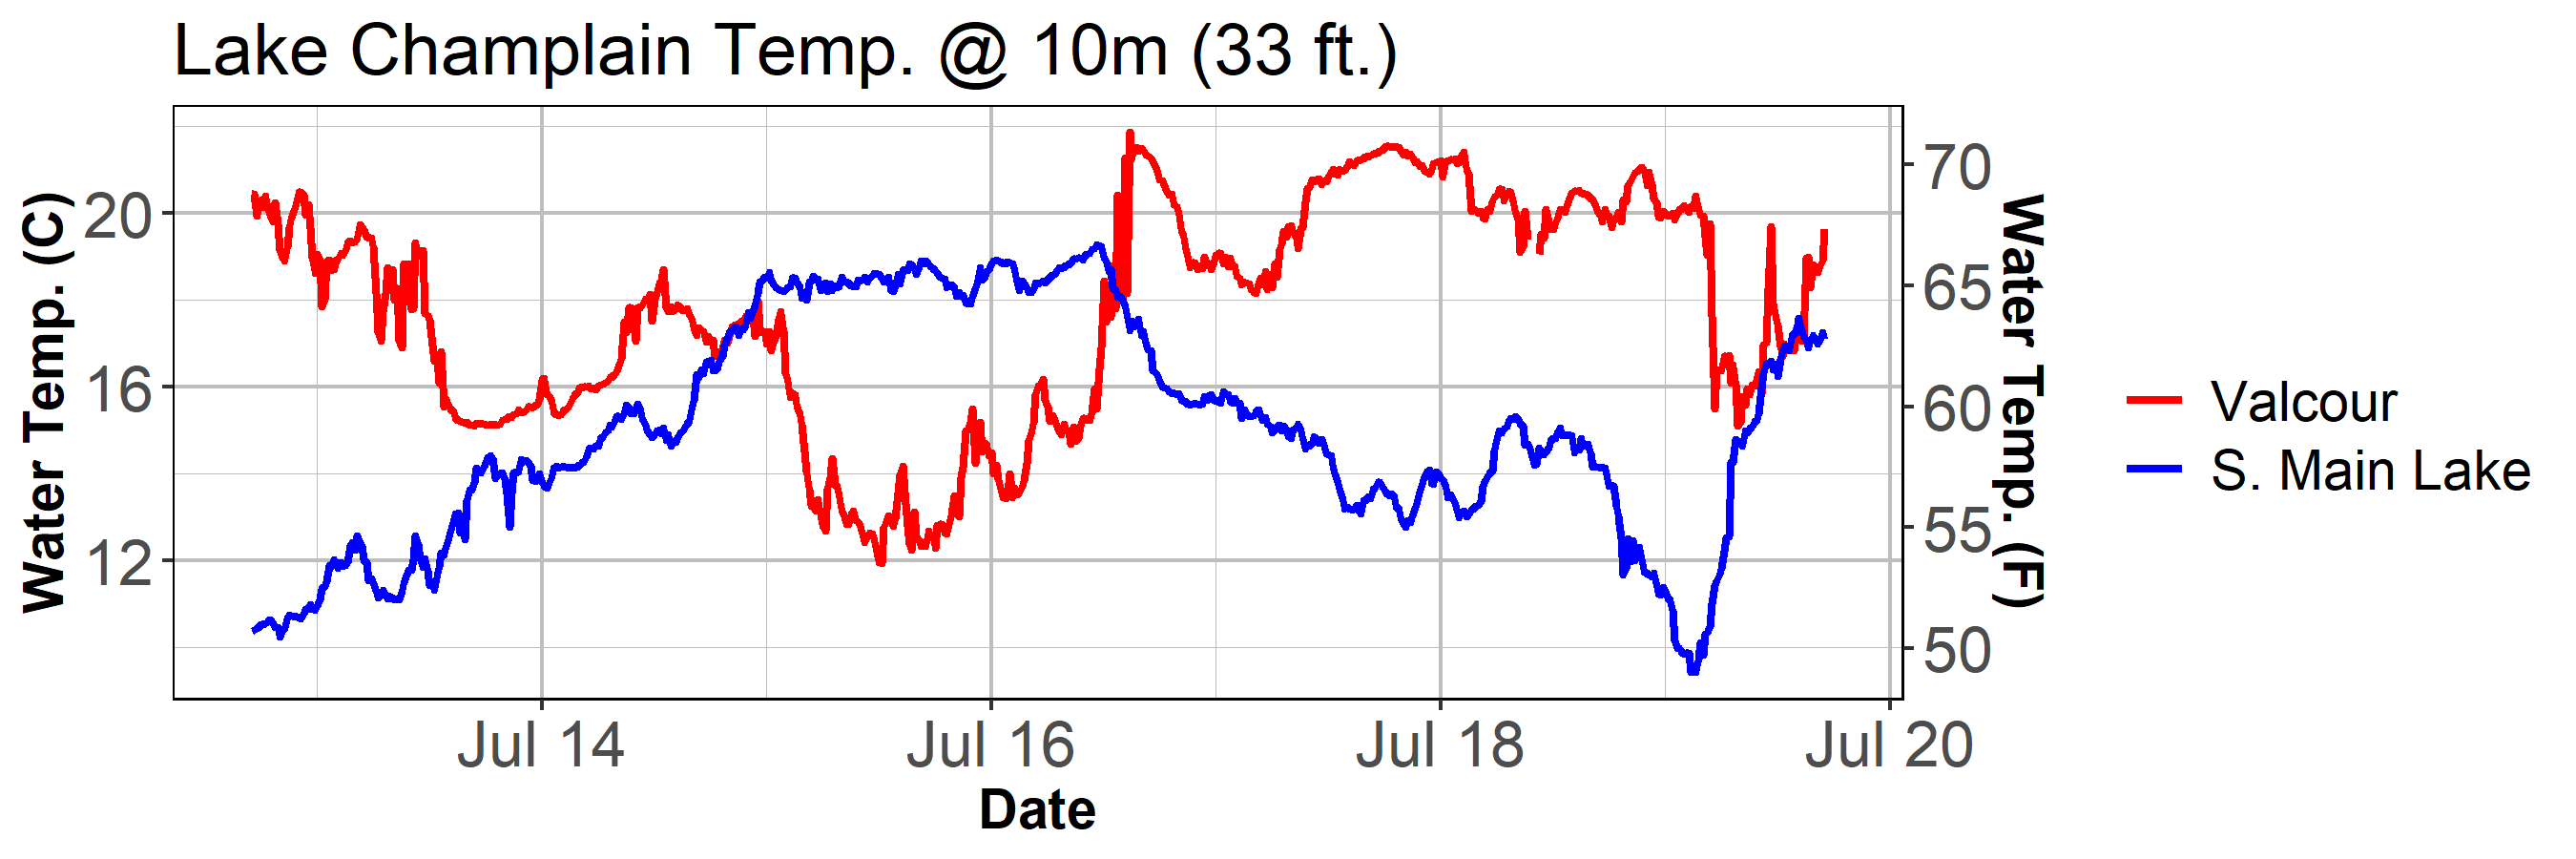 Lake Champlain Temp. @ 10m (33 ft.)
Water Temp. (C)
20
16
12
70
65
60
55
50
Water Temp. (F)
Jul 14
Jul 16
Jul 18
Jul 20
Date
Valcour
S. Main Lake